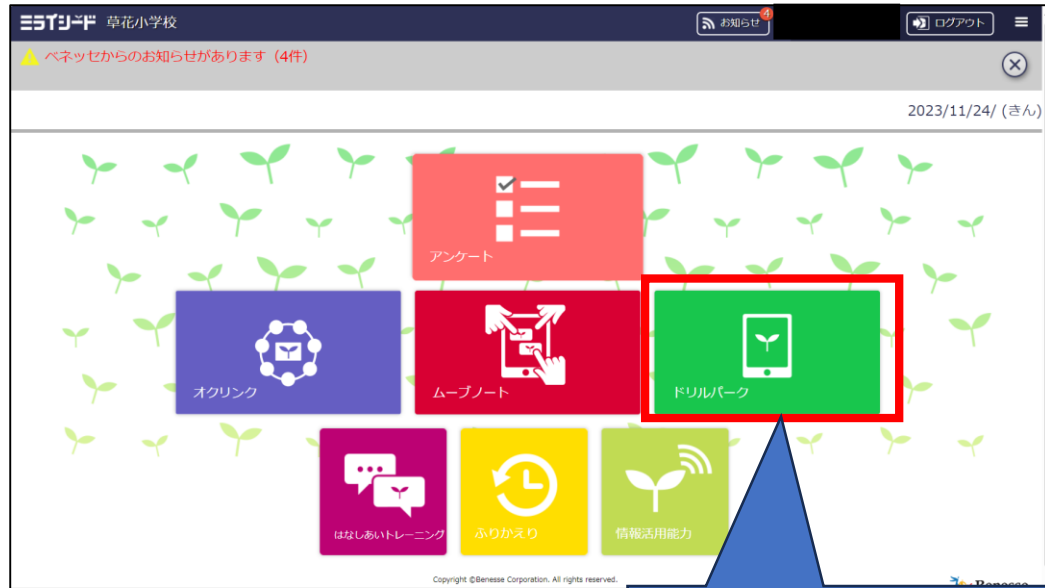 ミライシード 草花小学校
お知らせ
4
ログアウト
ベネッセからのお知らせがあります（4件）
2023/11/24/ (きん)
アンケート
オクリンク
ムーブノート
ドリルパーク
はなしあいトレーニング
ふりかえり
情報活用能力
Copyright ©Benesse Corporation. All rights reserved.
Benesse